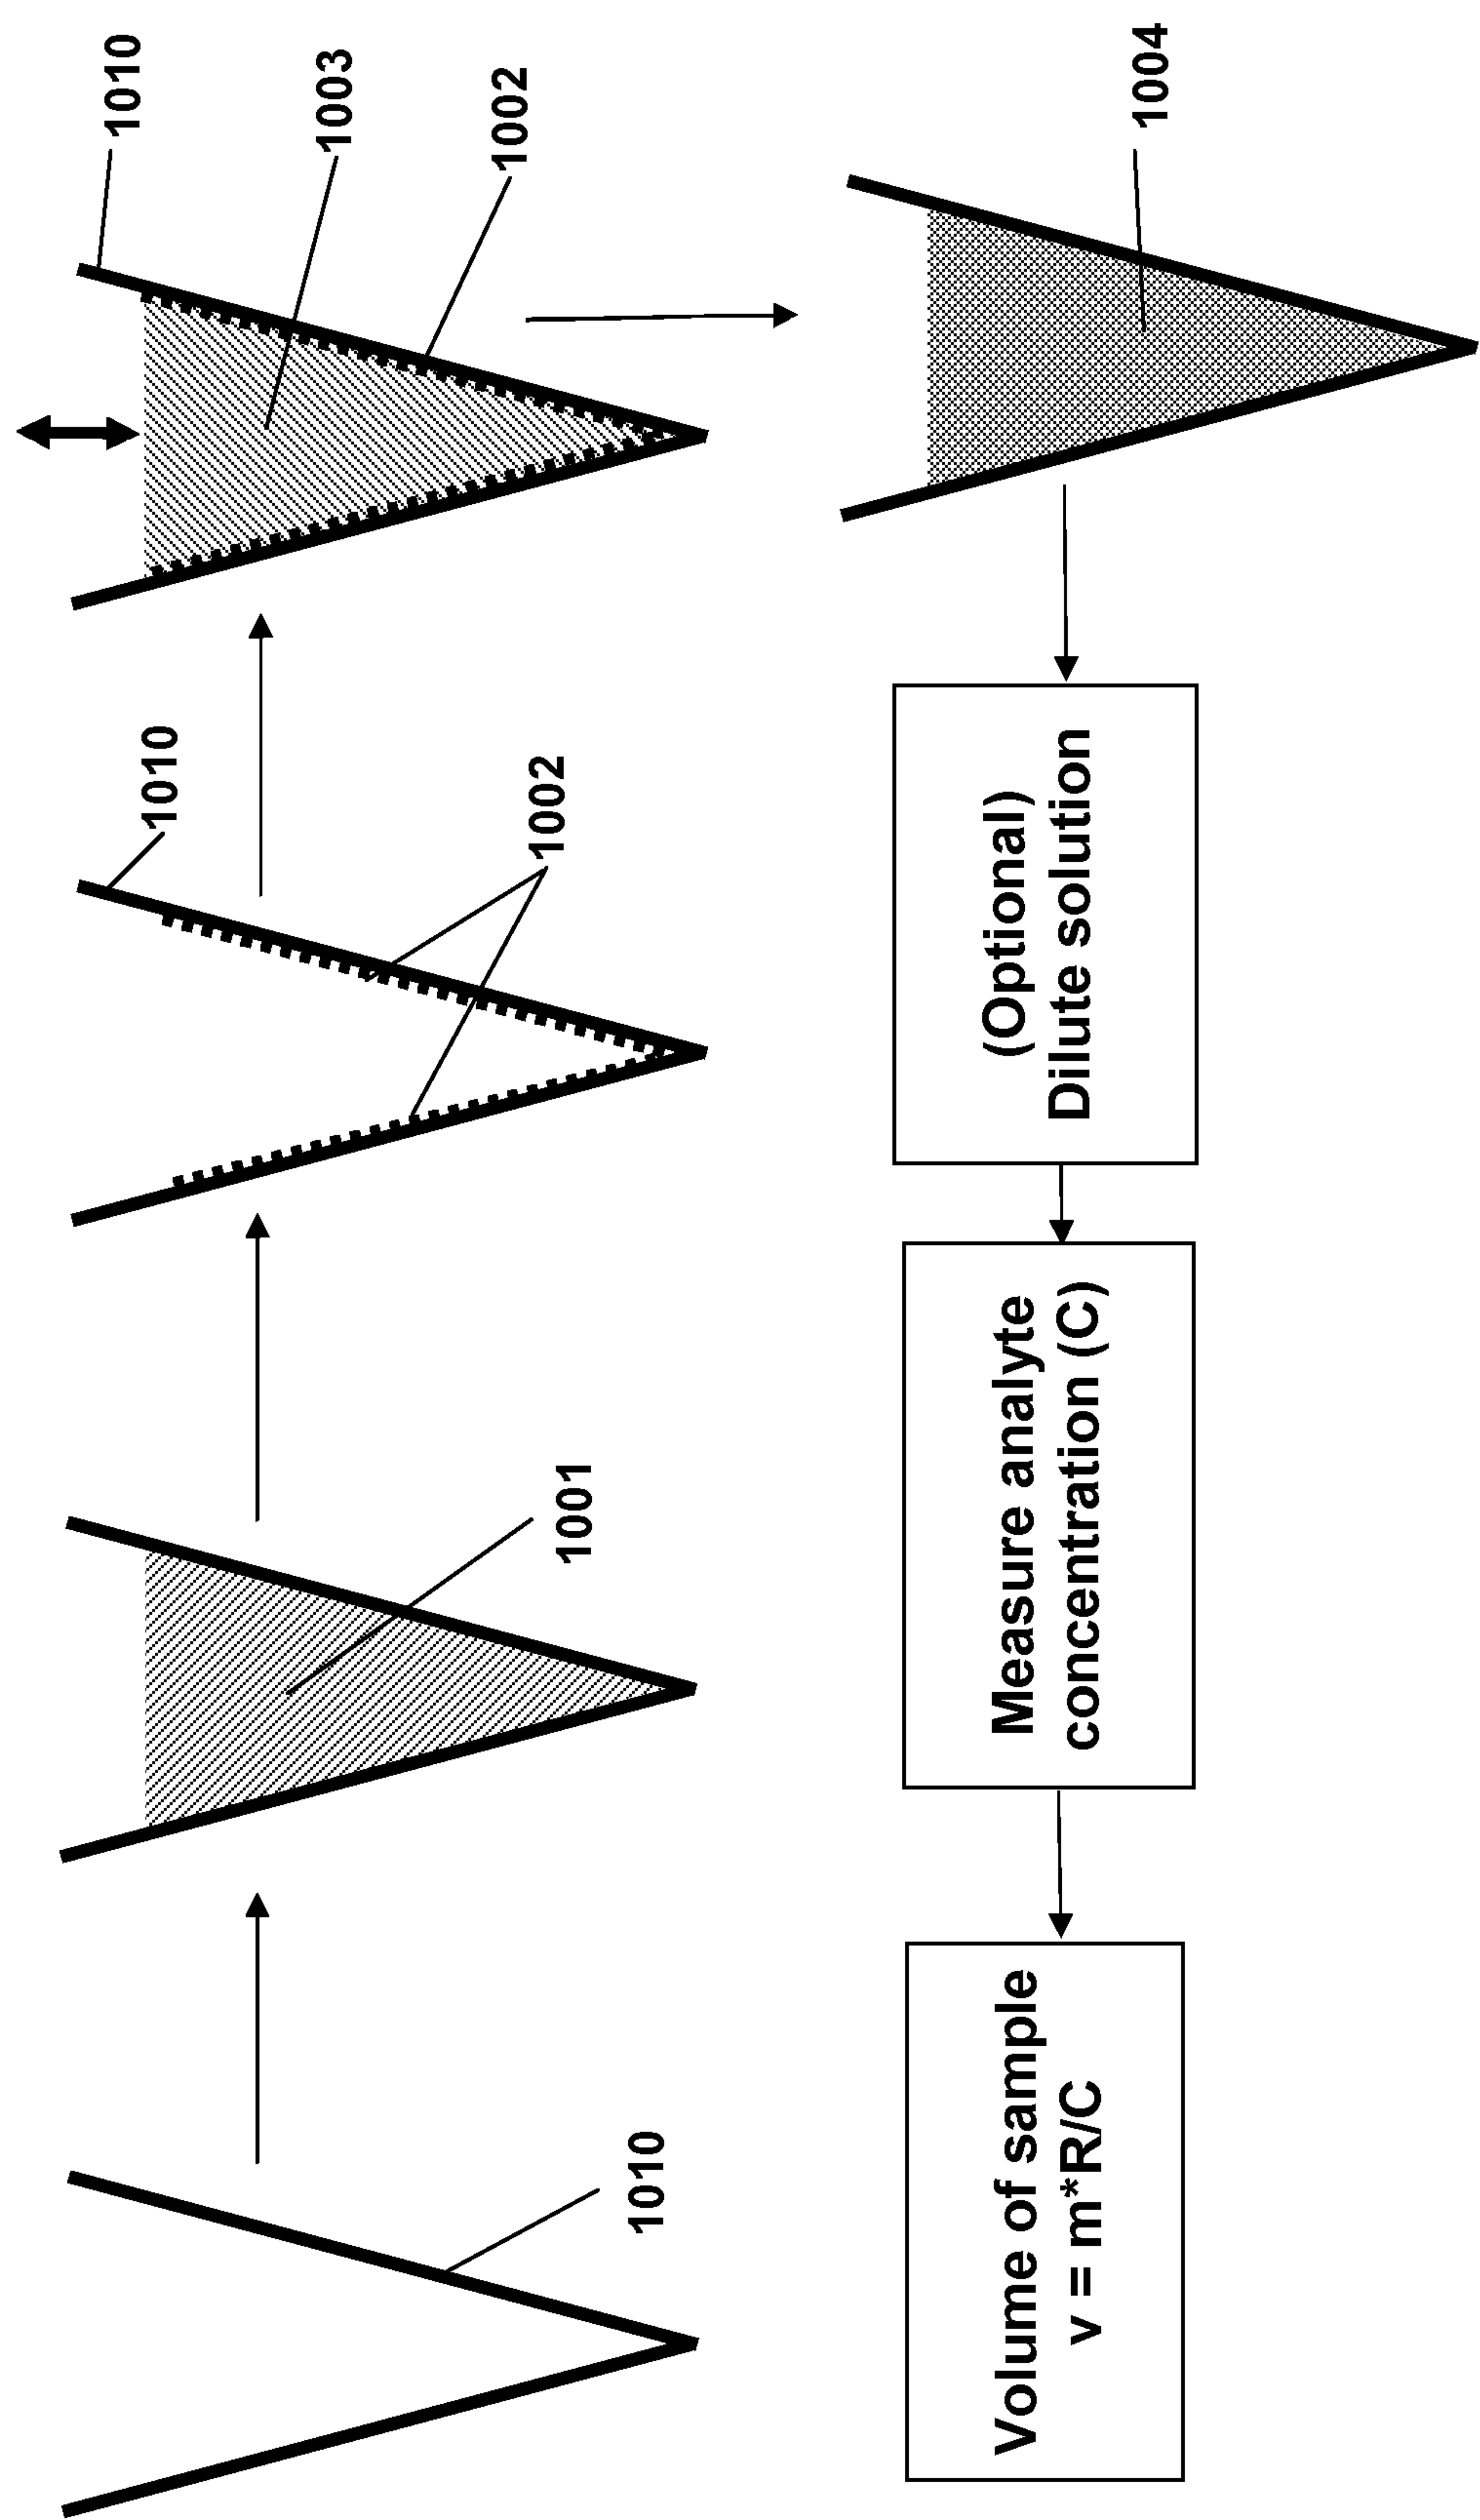 1010
1001
1010
1002
1010
1003
1002
1004
(Optional)
Dilute solution
Measure analyte
concentration (C)
Volume of sample
v = m*R/C